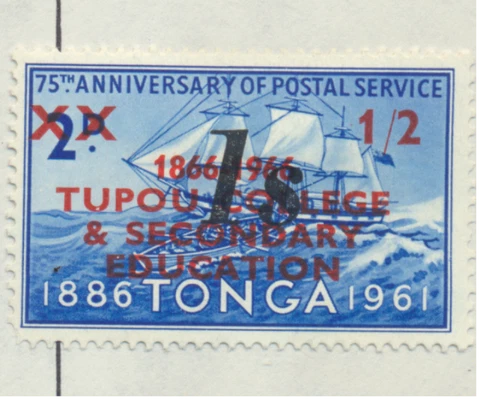 75TH ANNIVERSARY OF POSTAL SERVICE
XX
2D.
1/2
1s
1866 1966
TUPOU COLLEGE
& SECONDARY
EDUCATION
1886 TONGA 1961